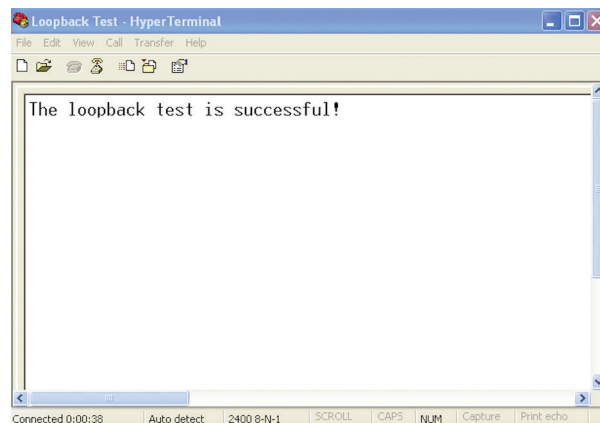 Loopback Test - HyperTerminal
File Edit View Call Transfer Help
The loopback test is successful!
Connected 0:00:38 Auto detect 2400 8-N-1 SCROLL CAPS NUM Capture Print echo